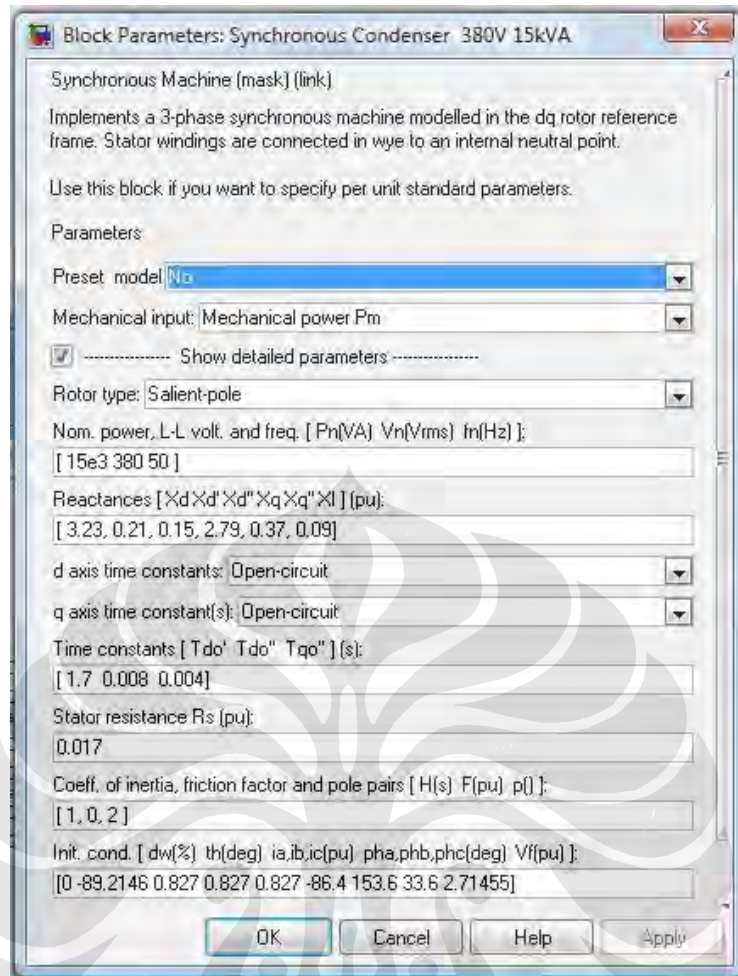 Block Parameters: Synchronous Condenser 380V 15kVA
Synchronous Machine (mask) (link)
Implements a 3-phase synchronous machine modelled in the dq rotor reference
frame. Stator windings are connected in wye to an internal neutral point.
Use this block if you want to specify per unit standard parameters.
Parameters
Preset model No
Mechanical input: Mechanical power Pm
---------------- Show detailed parameters ----------------
Rotor type: Salient-pole
Nom. power, L-L volt. and freq. [ Pn(VA) Vn(Vrms) fn(Hz) ]:
[ 15e3 380 50 ]
Reactances [ Xd Xd' Xd'' Xq Xq'' Xl ] (pu):
[ 3.23, 0.21, 0.15, 2.79, 0.37, 0.09]
d axis time constants: Open-circuit
q axis time constant(s): Open-circuit
Time constants [ Tdo' Tdo'' Tqo'' ] (s):
[ 1.7 0.008 0.004]
Stator resistance Rs (pu):
0.017
Coeff. of inertia, friction factor and pole pairs [ H(s) F(pu) p() ]:
[ 1, 0, 2 ]
Init. cond. [ dw(%) th(deg) ia,ib,ic(pu) pha,phb,phc(deg) Vf(pu) ]:
[0 -89.2146 0.827 0.827 0.827 -86.4 153.6 33.6 2.71455]
OK Cancel Help Apply